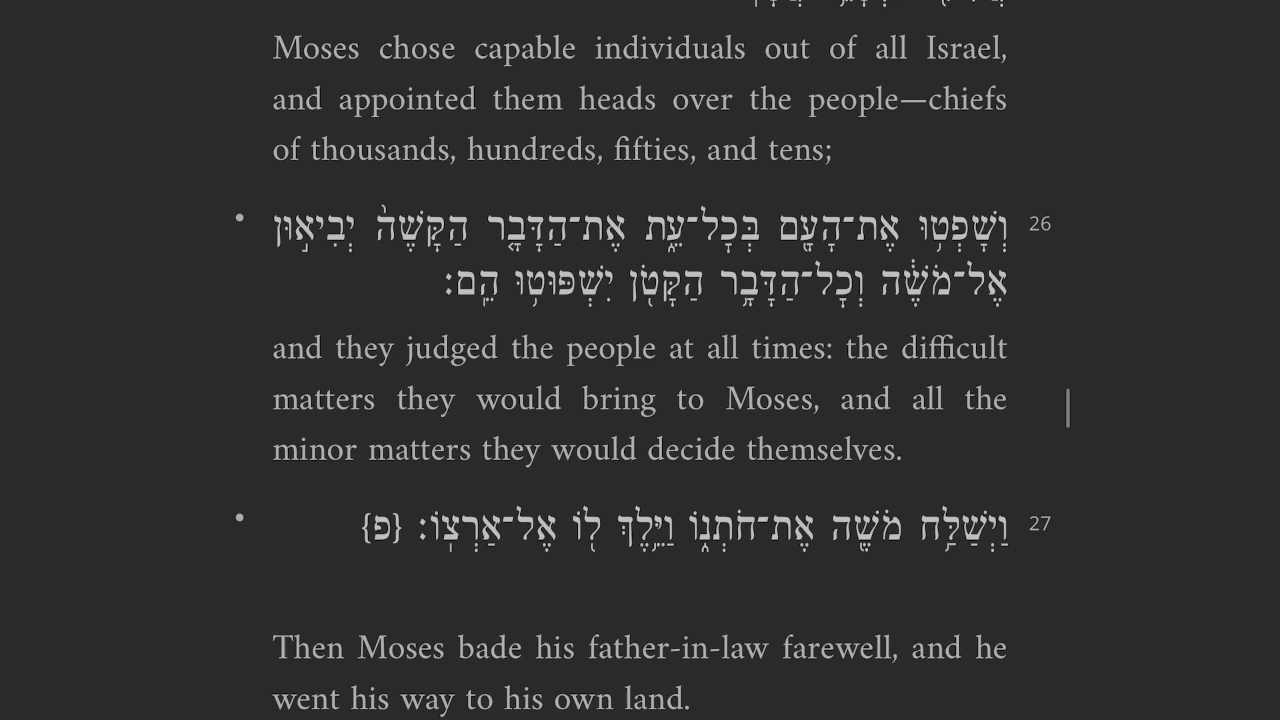 Moses chose capable individuals out of all Israel,
and appointed them heads over the people—chiefs
of thousands, hundreds, fifties, and tens;
וְשָׁפְט֥וּ אֶת־הָעָ֖ם בְּכׇל־עֵ֑ת אֶת־הַדָּבָ֤ר הַקָּשֶׁה֙ יְבִיא֣וּן 26
אֶל־מֹשֶׁ֔ה וְכׇל־הַדָּבָ֥ר הַקָּטֹ֖ן יִשְׁפּוּט֥וּ הֵֽם׃
and they judged the people at all times: the difficult
matters they would bring to Moses, and all the
minor matters they would decide themselves.
וַיְשַׁלַּ֥ח מֹשֶׁ֖ה אֶת־חֹתְנ֑וֹ וַיֵּ֥לֶךְ ל֖וֹ אֶל־אַרְצֽוֹ׃ {פ} 27
Then Moses bade his father-in-law farewell, and he
went his way to his own land.